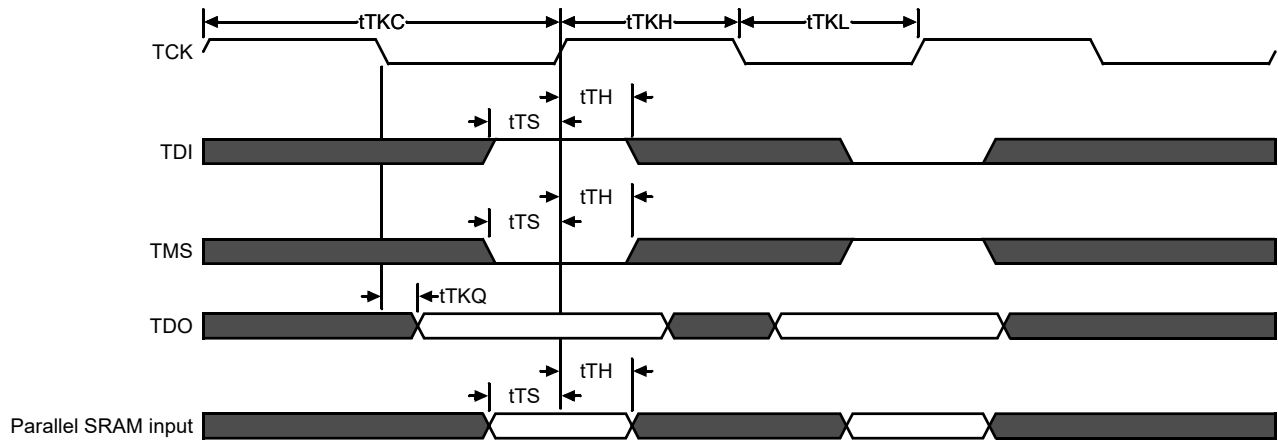 tTKC
tTKH
tTKL
TCK
tTH
tTS
TDI
tTH
tTS
TMS
tTKQ
TDO
tTH
tTS
Parallel SRAM input